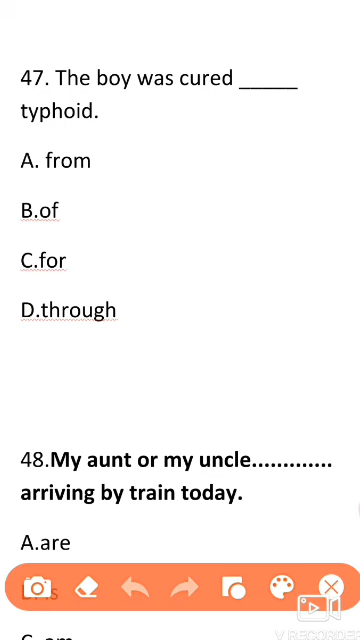 47. The boy was cured _____
typhoid.
A. from
B.of
C.for
D.through
48.My aunt or my uncle.............
arriving by train today.
A.are
V RECORDER